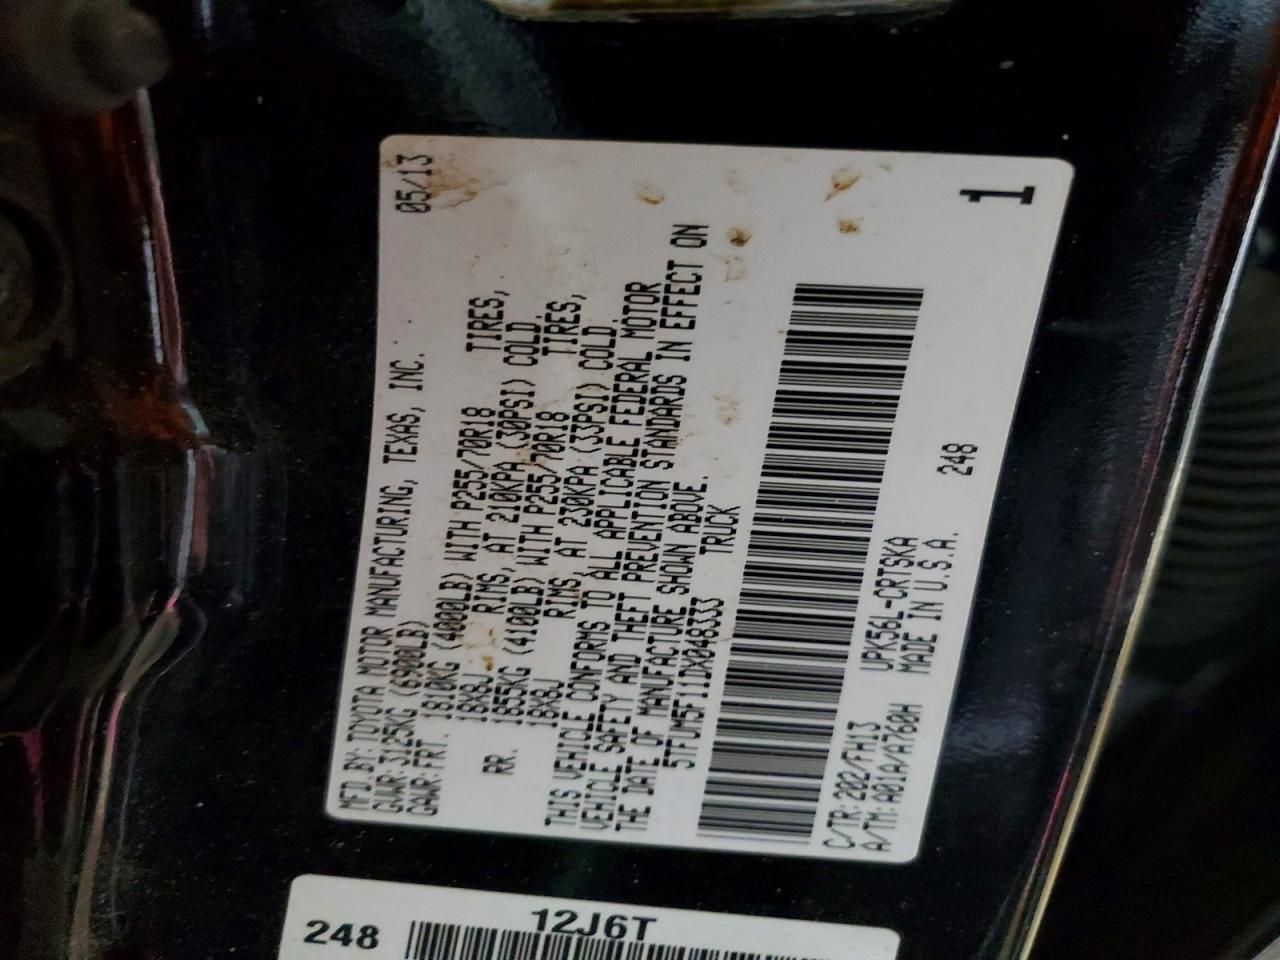 MFD.BY: TOYOTA MOTOR MANUFACTURING, TEXAS, INC. 05/13
GVWR:3125KG (6900LB)
GAWR:FRT. 1810KG (4000LB) WITH P255/70R18 TIRES,
18X8J RIMS, AT 210KPA (30PSI) COLD.
RR. 1855KG (4100LB) WITH P255/70R18 TIRES,
18X8J RIMS, AT 230KPA (33PSI) COLD.
THIS VEHICLE CONFORMS TO ALL APPLICABLE FEDERAL MOTOR
VEHICLE SAFETY AND THEFT PREVENTION STANDARDS IN EFFECT ON
THE DATE OF MANUFACTURE SHOWN ABOVE.
5TFUM5F11DX048333 TRUCK
C/TR:202/FH13 UPK56L-CRTSKA
A/TM:A01A/A760H MADE IN U.S.A. 248
1
12J6T
248